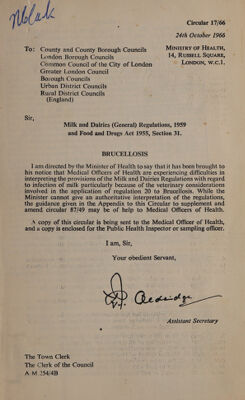 Circular 17/66
24th October 1966
To: County and County Borough Councils
London Borough Councils
Common Council of the City of London
Greater London Council
Borough Councils
Urban District Councils
Rural District Councils
(England)
MINISTRY OF HEALTH,
14, RUSSELL SQUARE,
LONDON, W.C.1.
Sir,
Milk and Dairies (General) Regulations, 1959
and Food and Drugs Act 1955, Section 31.
BRUCELLOSIS
I am directed by the Minister of Health to say that it has been brought to
his notice that Medical Officers of Health are experiencing difficulties in
interpreting the provisions of the Milk and Dairies Regulations with regard
to infection of milk particularly because of the veterinary considerations
involved in the application of regulation 20 to Brucellosis. While the
Minister cannot give an authoritative interpretation of the regulations,
the guidance given in the Appendix to this Circular to supplement and
amend circular 87/49 may be of help to Medical Officers of Health.
A copy of this circular is being sent to the Medical Officer of Health,
and a copy is enclosed for the Public Health Inspector or sampling officer.
I am, Sir,
Your obedient Servant,
Aldridge
Assistant Secretary
The Town Clerk
The Clerk of the Council
A M 254/4B